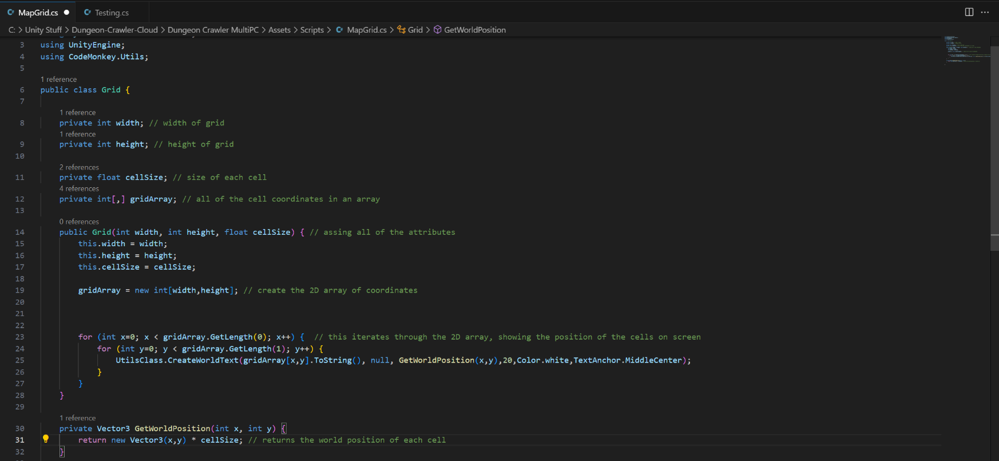 MapGrid.cs ● Testing.cs
C: > Unity Stuff > Dungeon-Crawler-Cloud > Dungeon Crawler MultiPC > Assets > Scripts > MapGrid.cs > Grid > GetWorldPosition
3 using UnityEngine;
4 using CodeMonkey.Utils;
5
1 reference
6 public class Grid {
7
1 reference
8 private int width; // width of grid
1 reference
9 private int height; // height of grid
10
2 references
11 private float cellSize; // size of each cell
4 references
12 private int[,] gridArray; // all of the cell coordinates in an array
13
0 references
14 public Grid(int width, int height, float cellSize) { // assing all of the attributes
15 this.width = width;
16 this.height = height;
17 this.cellSize = cellSize;
18
19 gridArray = new int[width,height]; // create the 2D array of coordinates
20
21
22
23 for (int x=0; x < gridArray.GetLength(0); x++) { // this iterates through the 2D array, showing the position of the cells on screen
24 for (int y=0; y < gridArray.GetLength(1); y++) {
25 UtilsClass.CreateWorldText(gridArray[x,y].ToString(), null, GetWorldPosition(x,y),20,Color.white,TextAnchor.MiddleCenter);
26 }
27 }
28 }
29
1 reference
30 private Vector3 GetWorldPosition(int x, int y) {
31 return new Vector3(x,y) * cellSize; // returns the world position of each cell
32 }